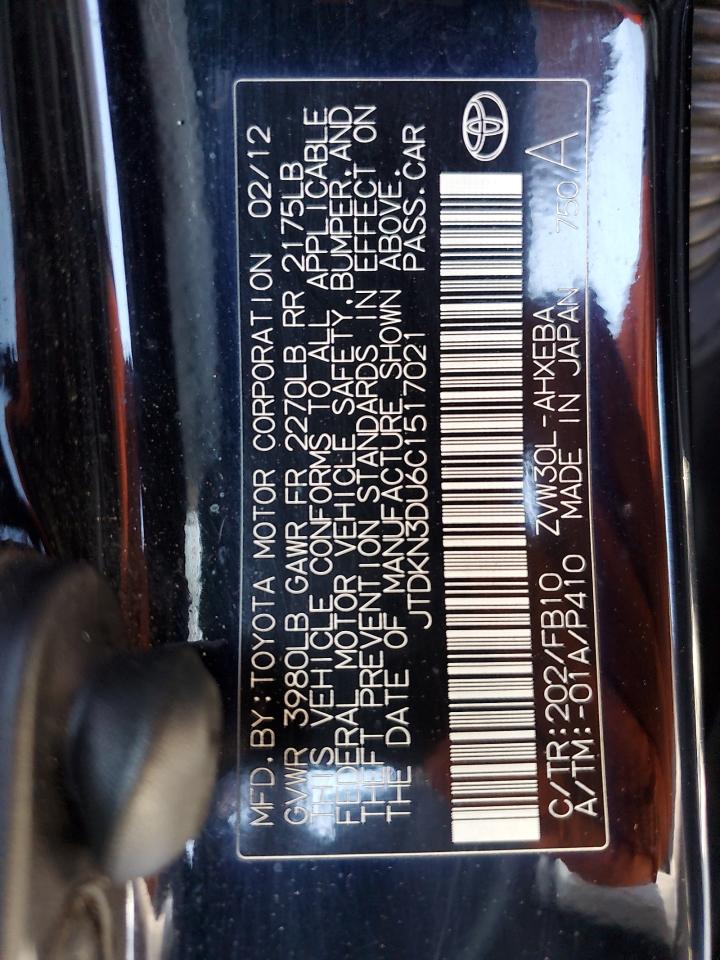 MFD. BY: TOYOTA MOTOR CORPORATION 02/12
GVWR 3980LB GAWR FR 2270LB RR 2175LB
THIS VEHICLE CONFORMS TO ALL APPLICABLE
FEDERAL MOTOR VEHICLE SAFETY, BUMPER, AND
THEFT PREVENTION STANDARDS IN EFFECT ON
THE DATE OF MANUFACTURE SHOWN ABOVE.
JTDKN3DU6C1517021 PASS. CAR
C/TR: 202/FB10 ZVW30L-AHXEBA
A/TM: -01A/P410 MADE IN JAPAN 750 A